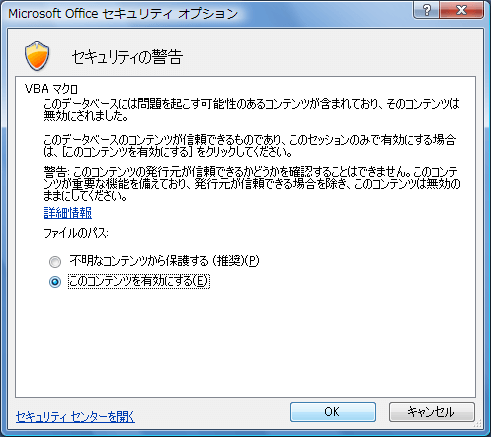 Microsoft Office セキュリティ オプション
セキュリティの警告
VBA マクロ
このデータベースには問題を起こす可能性のあるコンテンツが含まれており、そのコンテンツは
無効にされました。
このデータベースのコンテンツが信頼できるものであり、このセッションのみで有効にする場合
は、[このコンテンツを有効にする] をクリックしてください。
警告: このコンテンツの発行元が信頼できるかどうかを確認することはできません。このコンテ
ンツが重要な機能を備えており、発行元が信頼できる場合を除き、このコンテンツは無効の
ままにしてください。
詳細情報
ファイルのパス:
不明なコンテンツから保護する (推奨)(P)
このコンテンツを有効にする(E)
セキュリティ センターを開く
OK
キャンセル